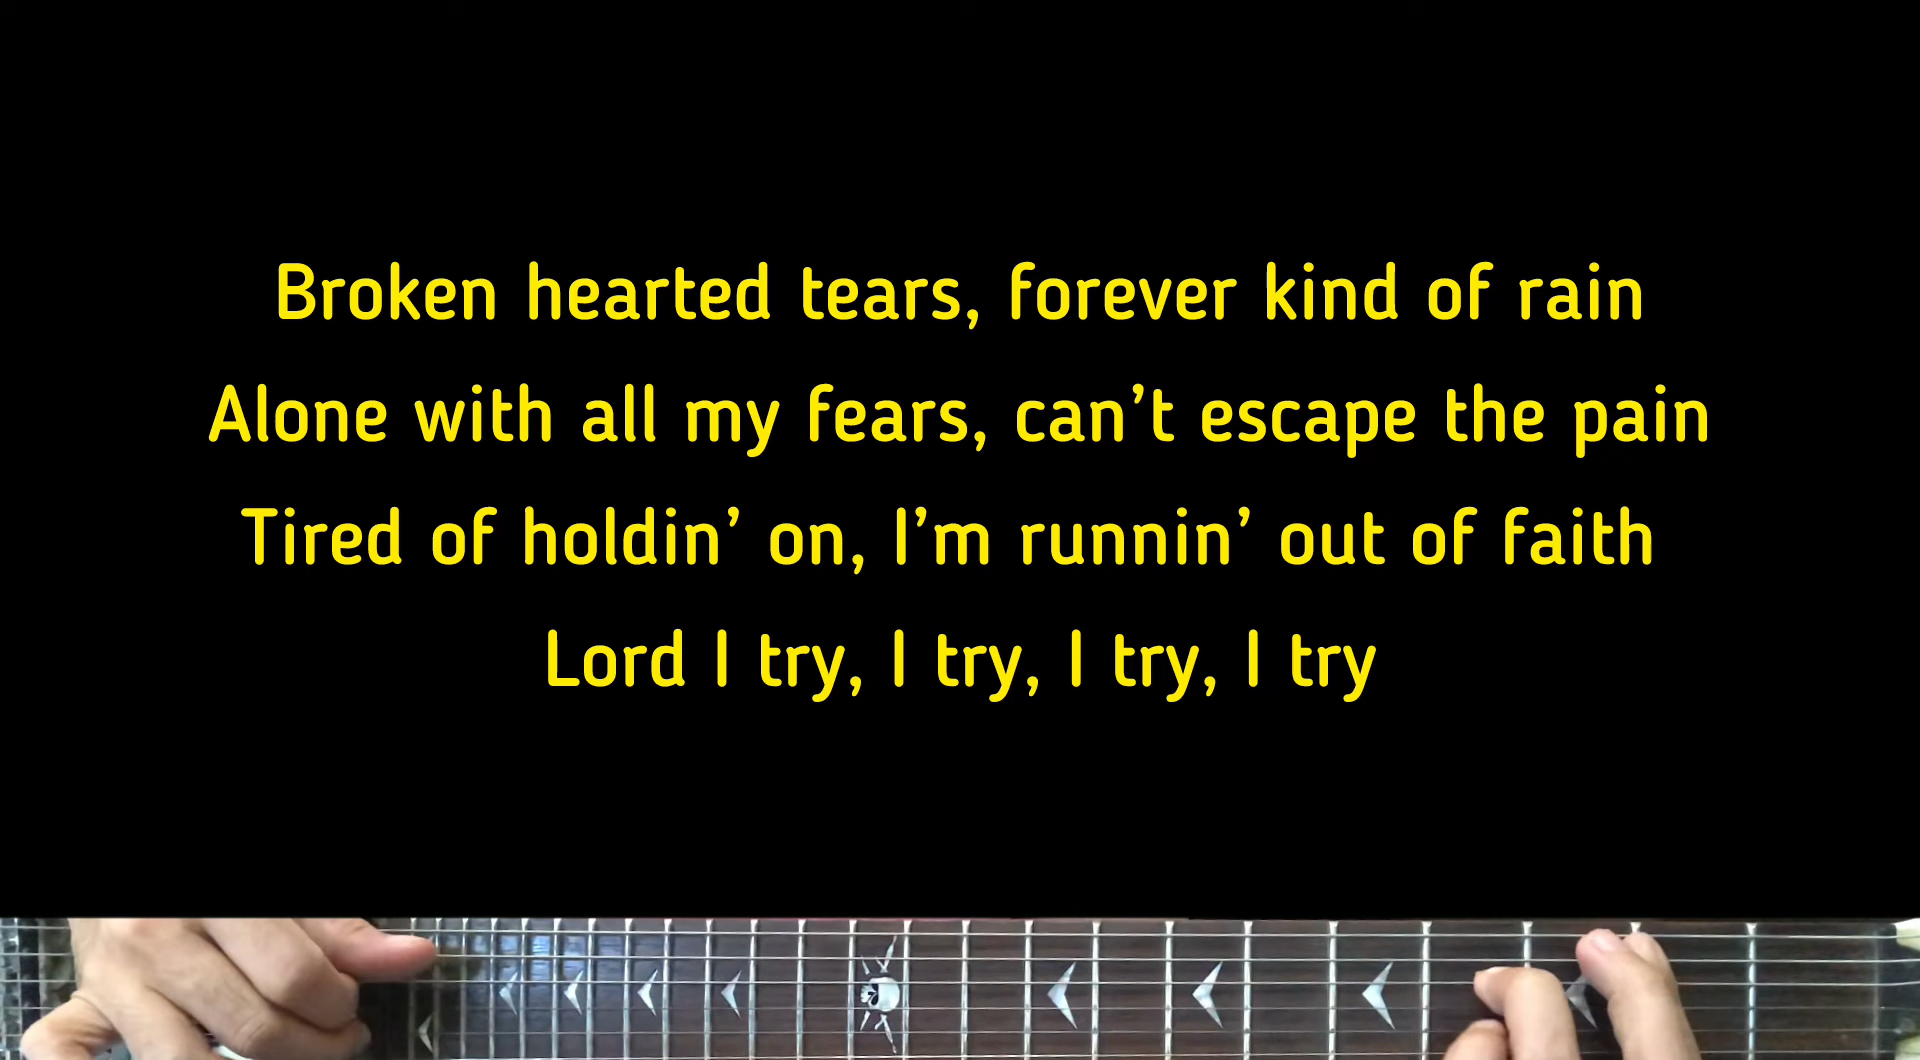 Broken hearted tears, forever kind of rain
Alone with all my fears, can’t escape the pain
Tired of holdin’ on, I’m runnin’ out of faith
Lord I try, I try, I try, I try